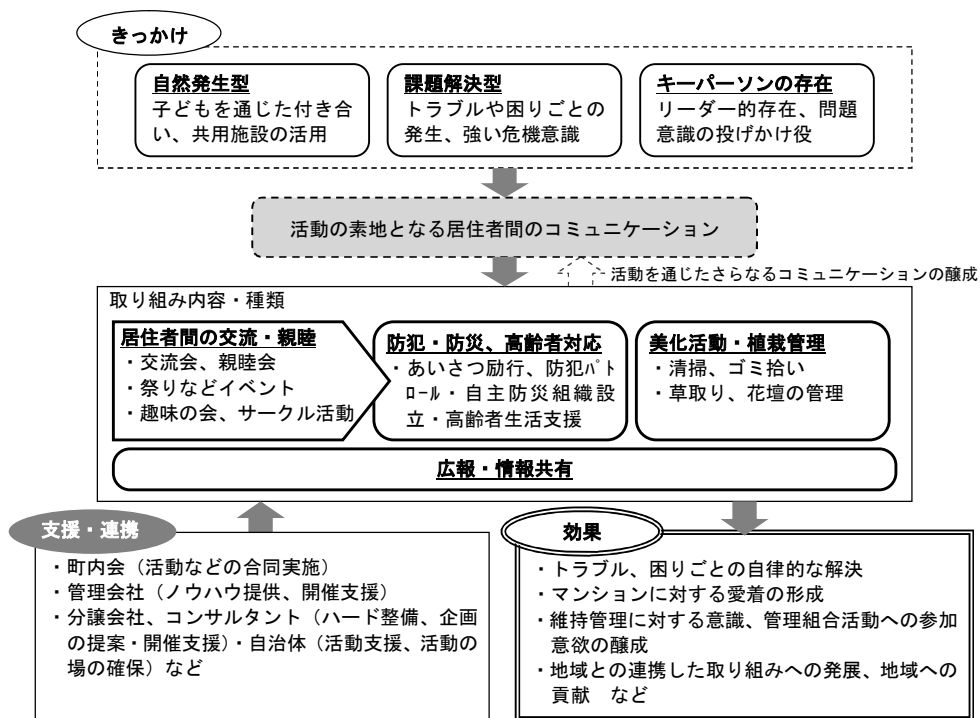 きっかけ
自然発生型
子どもを通じた付き合
い、共用施設の活用
課題解決型
トラブルや困りごとの
発生、強い危機意識
キーパーソンの存在
リーダー的存在、問題
意識の投げかけ役
活動の素地となる居住者間のコミュニケーション
活動を通じたさらなるコミュニケーションの醸成
取り組み内容・種類
居住者間の交流・親睦
・交流会、親睦会
・祭りなどイベント
・趣味の会、サークル活動
防犯・防災、高齢者対応
・あいさつ励行、防犯ﾊﾟﾄ
ﾛｰﾙ・自主防災組織設
立・高齢者生活支援
美化活動・植栽管理
・清掃、ゴミ拾い
・草取り、花壇の管理
広報・情報共有
支援・連携
・町内会（活動などの合同実施）
・管理会社（ノウハウ提供、開催支援）
・分譲会社、コンサルタント（ハード整備、企画
の提案・開催支援）・自治体（活動支援、活動の
場の確保）など
効果
・トラブル、困りごとの自律的な解決
・マンションに対する愛着の形成
・維持管理に対する意識、管理組合活動への参加
意欲の醸成
・地域との連携した取り組みへの発展、地域への
貢献　など